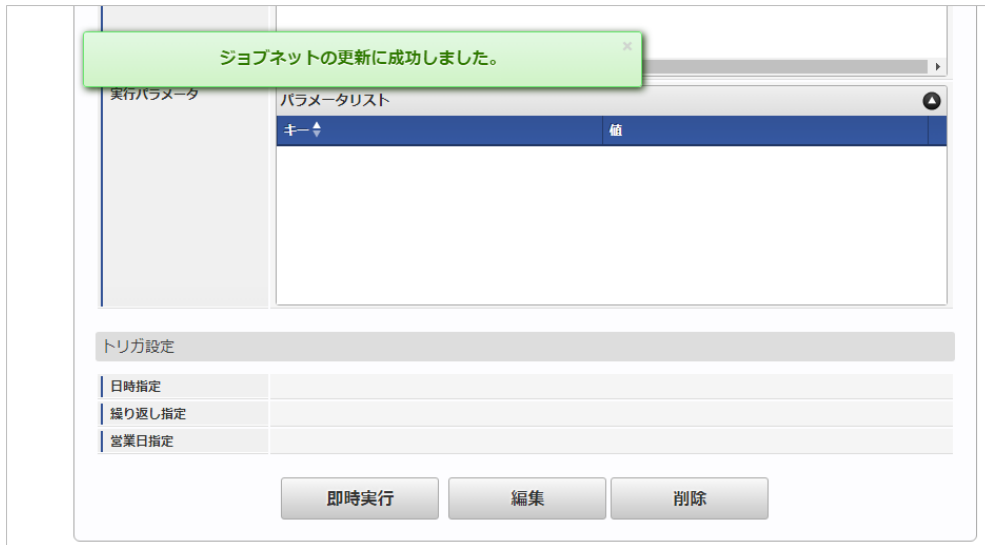 ジョブネットの更新に成功しました。
×
実行パラメータ
パラメータリスト
キー
値
トリガ設定
日時指定
繰り返し指定
営業日指定
即時実行
編集
削除